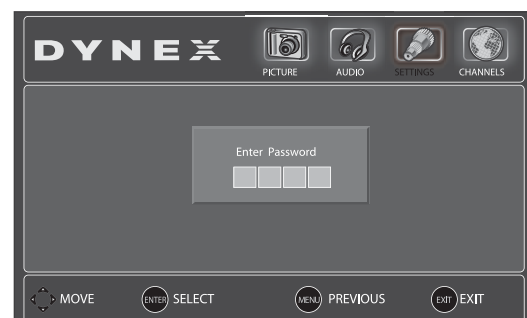 DYNEX
PICTURE
AUDIO
SETTINGS
CHANNELS
Enter Password
MOVE
ENTER SELECT
MENU PREVIOUS
EXIT EXIT